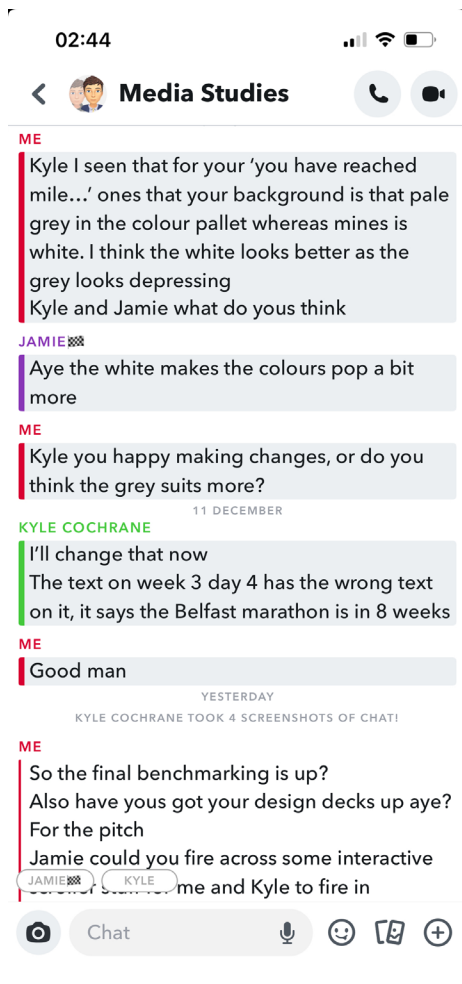 02:44
Media Studies
ME
Kyle I seen that for your ‘you have reached
mile...’ ones that your background is that pale
grey in the colour pallet whereas mines is
white. I think the white looks better as the
grey looks depressing
Kyle and Jamie what do yous think
JAMIE🏁
Aye the white makes the colours pop a bit
more
ME
Kyle you happy making changes, or do you
think the grey suits more?
11 DECEMBER
KYLE COCHRANE
I’ll change that now
The text on week 3 day 4 has the wrong text
on it, it says the Belfast marathon is in 8 weeks
ME
Good man
YESTERDAY
KYLE COCHRANE TOOK 4 SCREENSHOTS OF CHAT!
ME
So the final benchmarking is up?
Also have yous got your design decks up aye?
For the pitch
Jamie could you fire across some interactive
me and Kyle to fire in
JAMIE🏁 KYLE
Chat